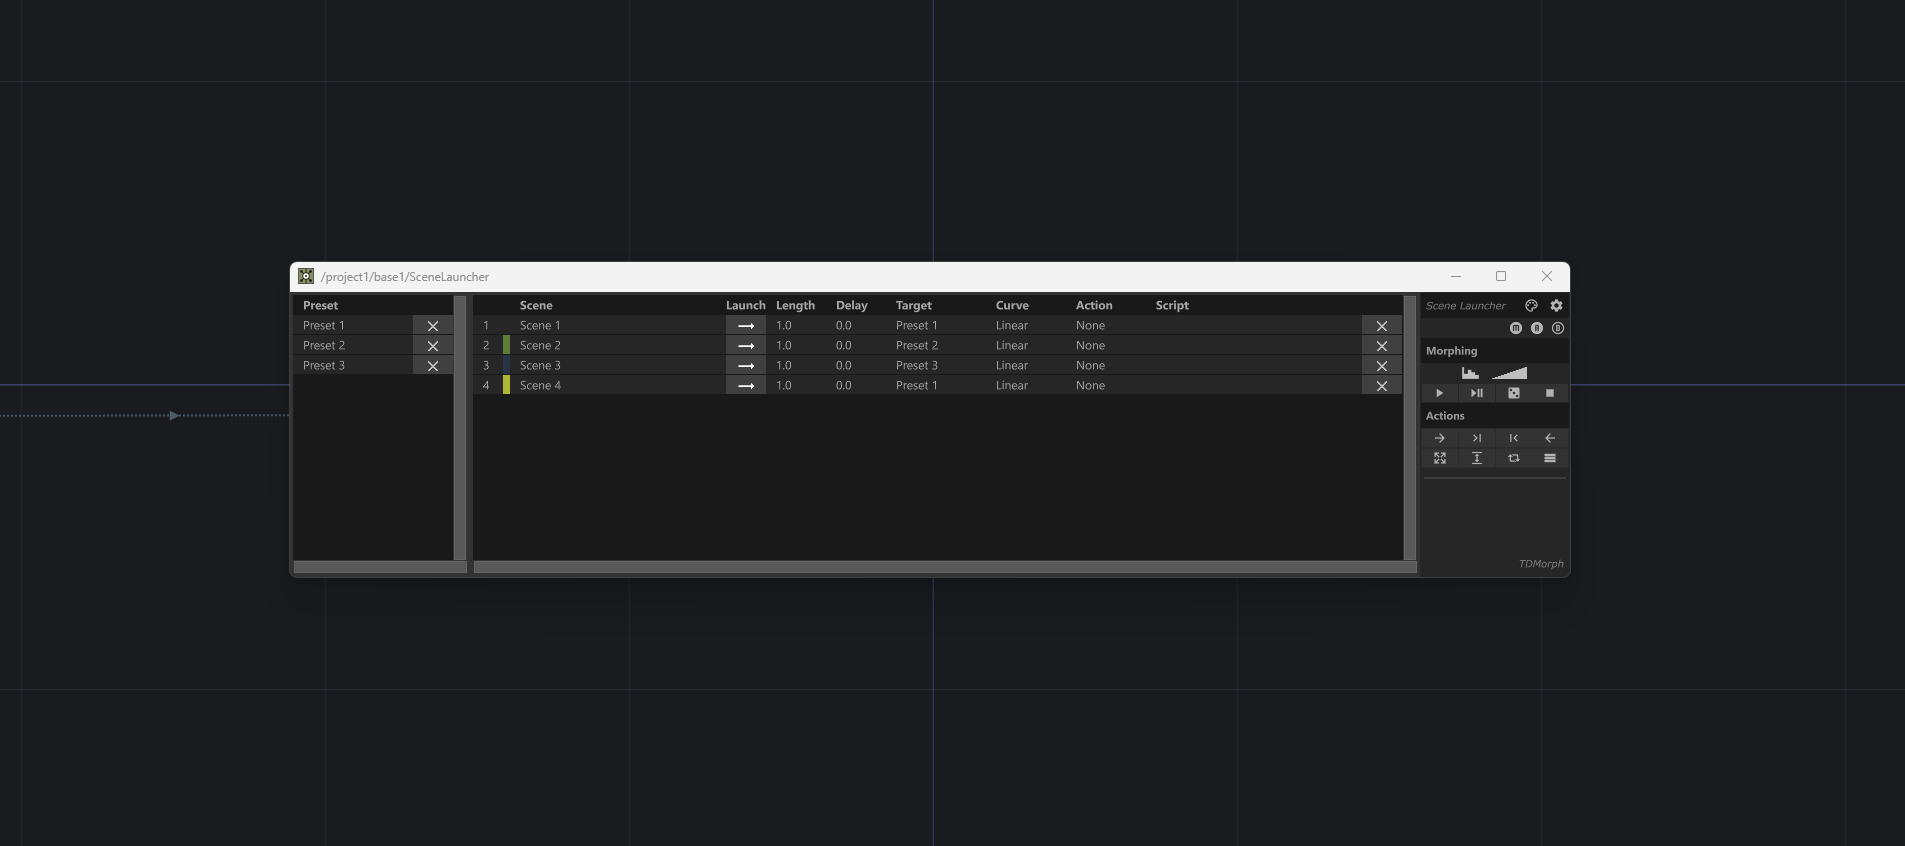 /project1/base1/SceneLauncher
Preset
Preset 1
Preset 2
Preset 3
Scene Launch Length Delay Target Curve Action Script
1 Scene 1 1.0 0.0 Preset 1 Linear None
2 Scene 2 1.0 0.0 Preset 2 Linear None
3 Scene 3 1.0 0.0 Preset 3 Linear None
4 Scene 4 1.0 0.0 Preset 1 Linear None
Scene Launcher
Morphing
Actions
TDMorph